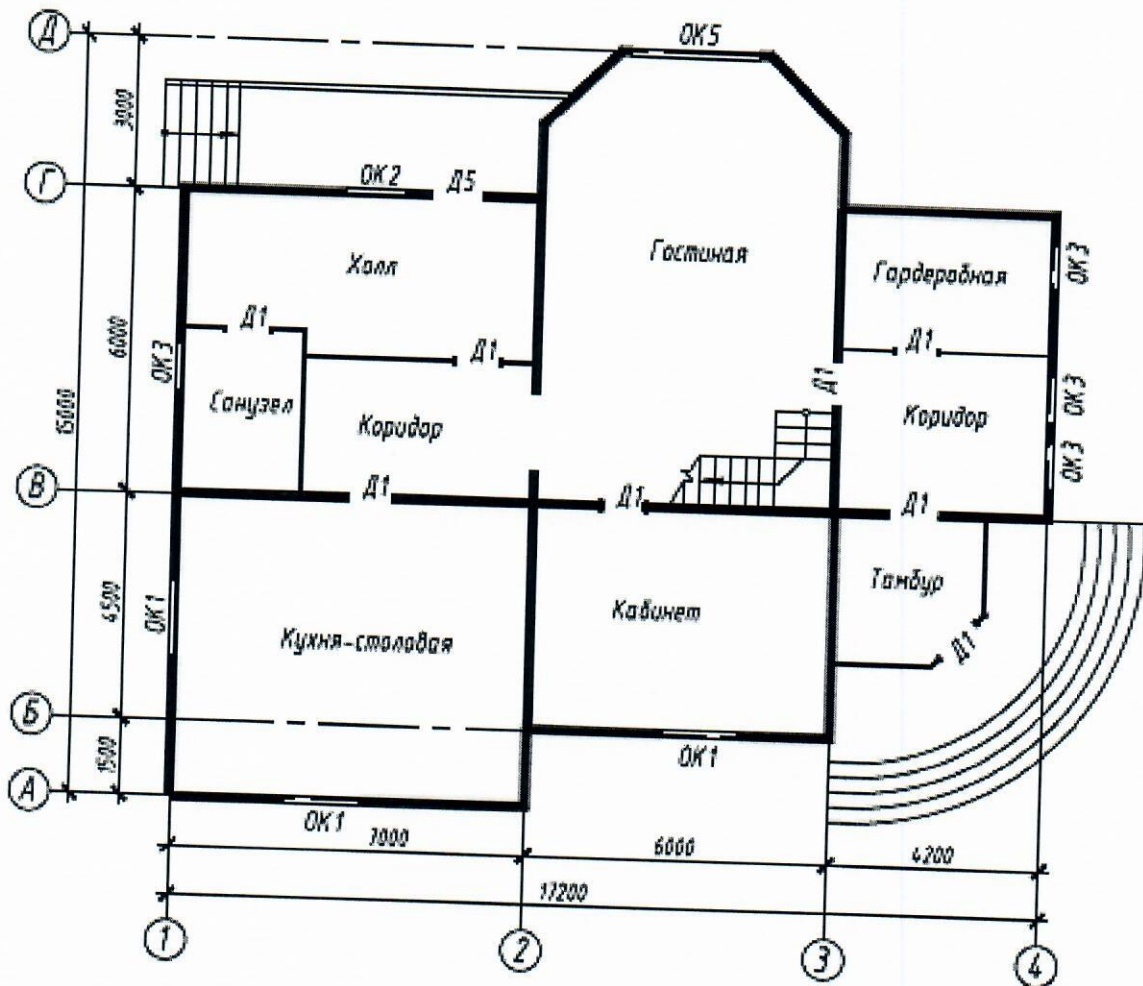 Д
ОК5
3000
Г
ОК2
Д5
Холл
Гостиная
Гардеробная
ОК3
Д1
Д1
Д1
6000
15000
ОК3
Санузел
Коридор
Д1
Коридор
ОК3
ОК3
В
Д1
Д1
Д1
Тамбур
4500
ОК1
Кухня-столовая
Кабинет
Д1
Б
1500
ОК1
А
ОК1
7000
6000
4200
17200
1
2
3
4